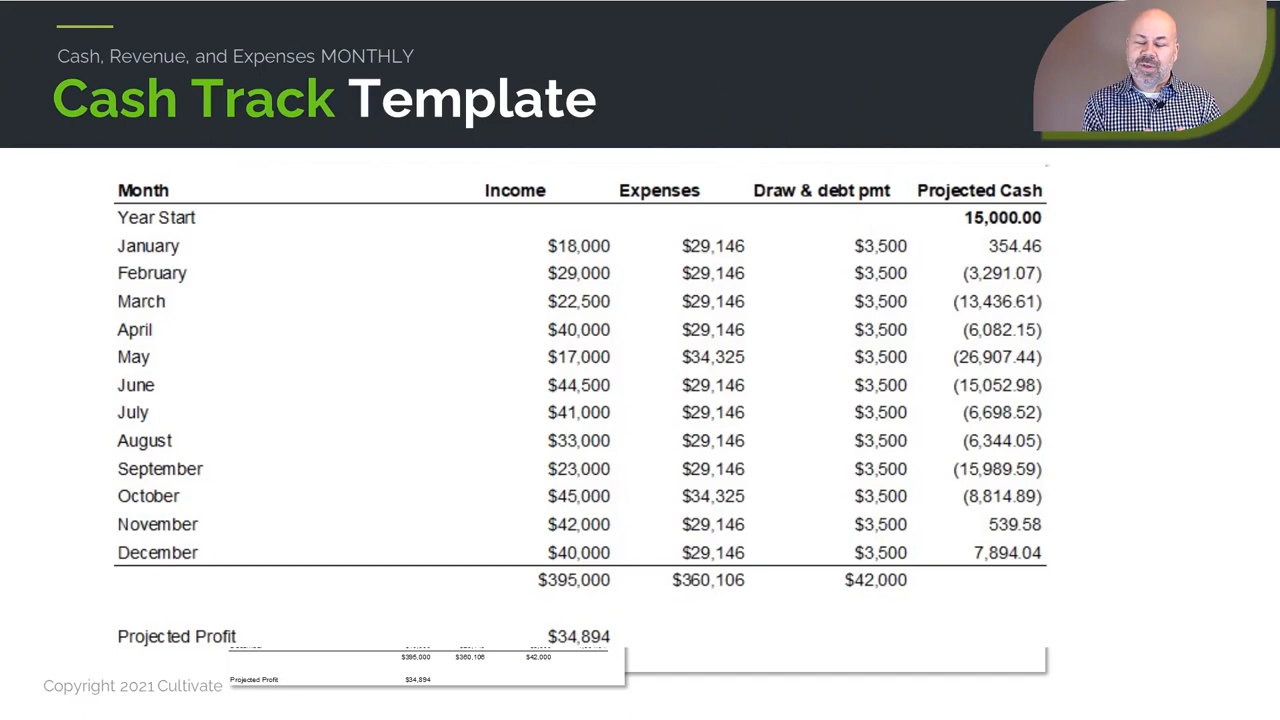 Cash, Revenue, and Expenses MONTHLY
Cash Track Template
Month Income Expenses Draw & debt pmt Projected Cash
Year Start 15,000.00
January $18,000 $29,146 $3,500 354.46
February $29,000 $29,146 $3,500 (3,291.07)
March $22,500 $29,146 $3,500 (13,436.61)
April $40,000 $29,146 $3,500 (6,082.15)
May $17,000 $34,325 $3,500 (26,907.44)
June $44,500 $29,146 $3,500 (15,052.98)
July $41,000 $29,146 $3,500 (6,698.52)
August $33,000 $29,146 $3,500 (6,344.05)
September $23,000 $29,146 $3,500 (15,989.59)
October $45,000 $34,325 $3,500 (8,814.89)
November $42,000 $29,146 $3,500 539.58
December $40,000 $29,146 $3,500 7,894.04
$395,000 $360,106 $42,000
Projected Profit $34,894
$395,000 $360,106 $42,000
Projected Profit $34,894
Copyright 2021 Cultivate